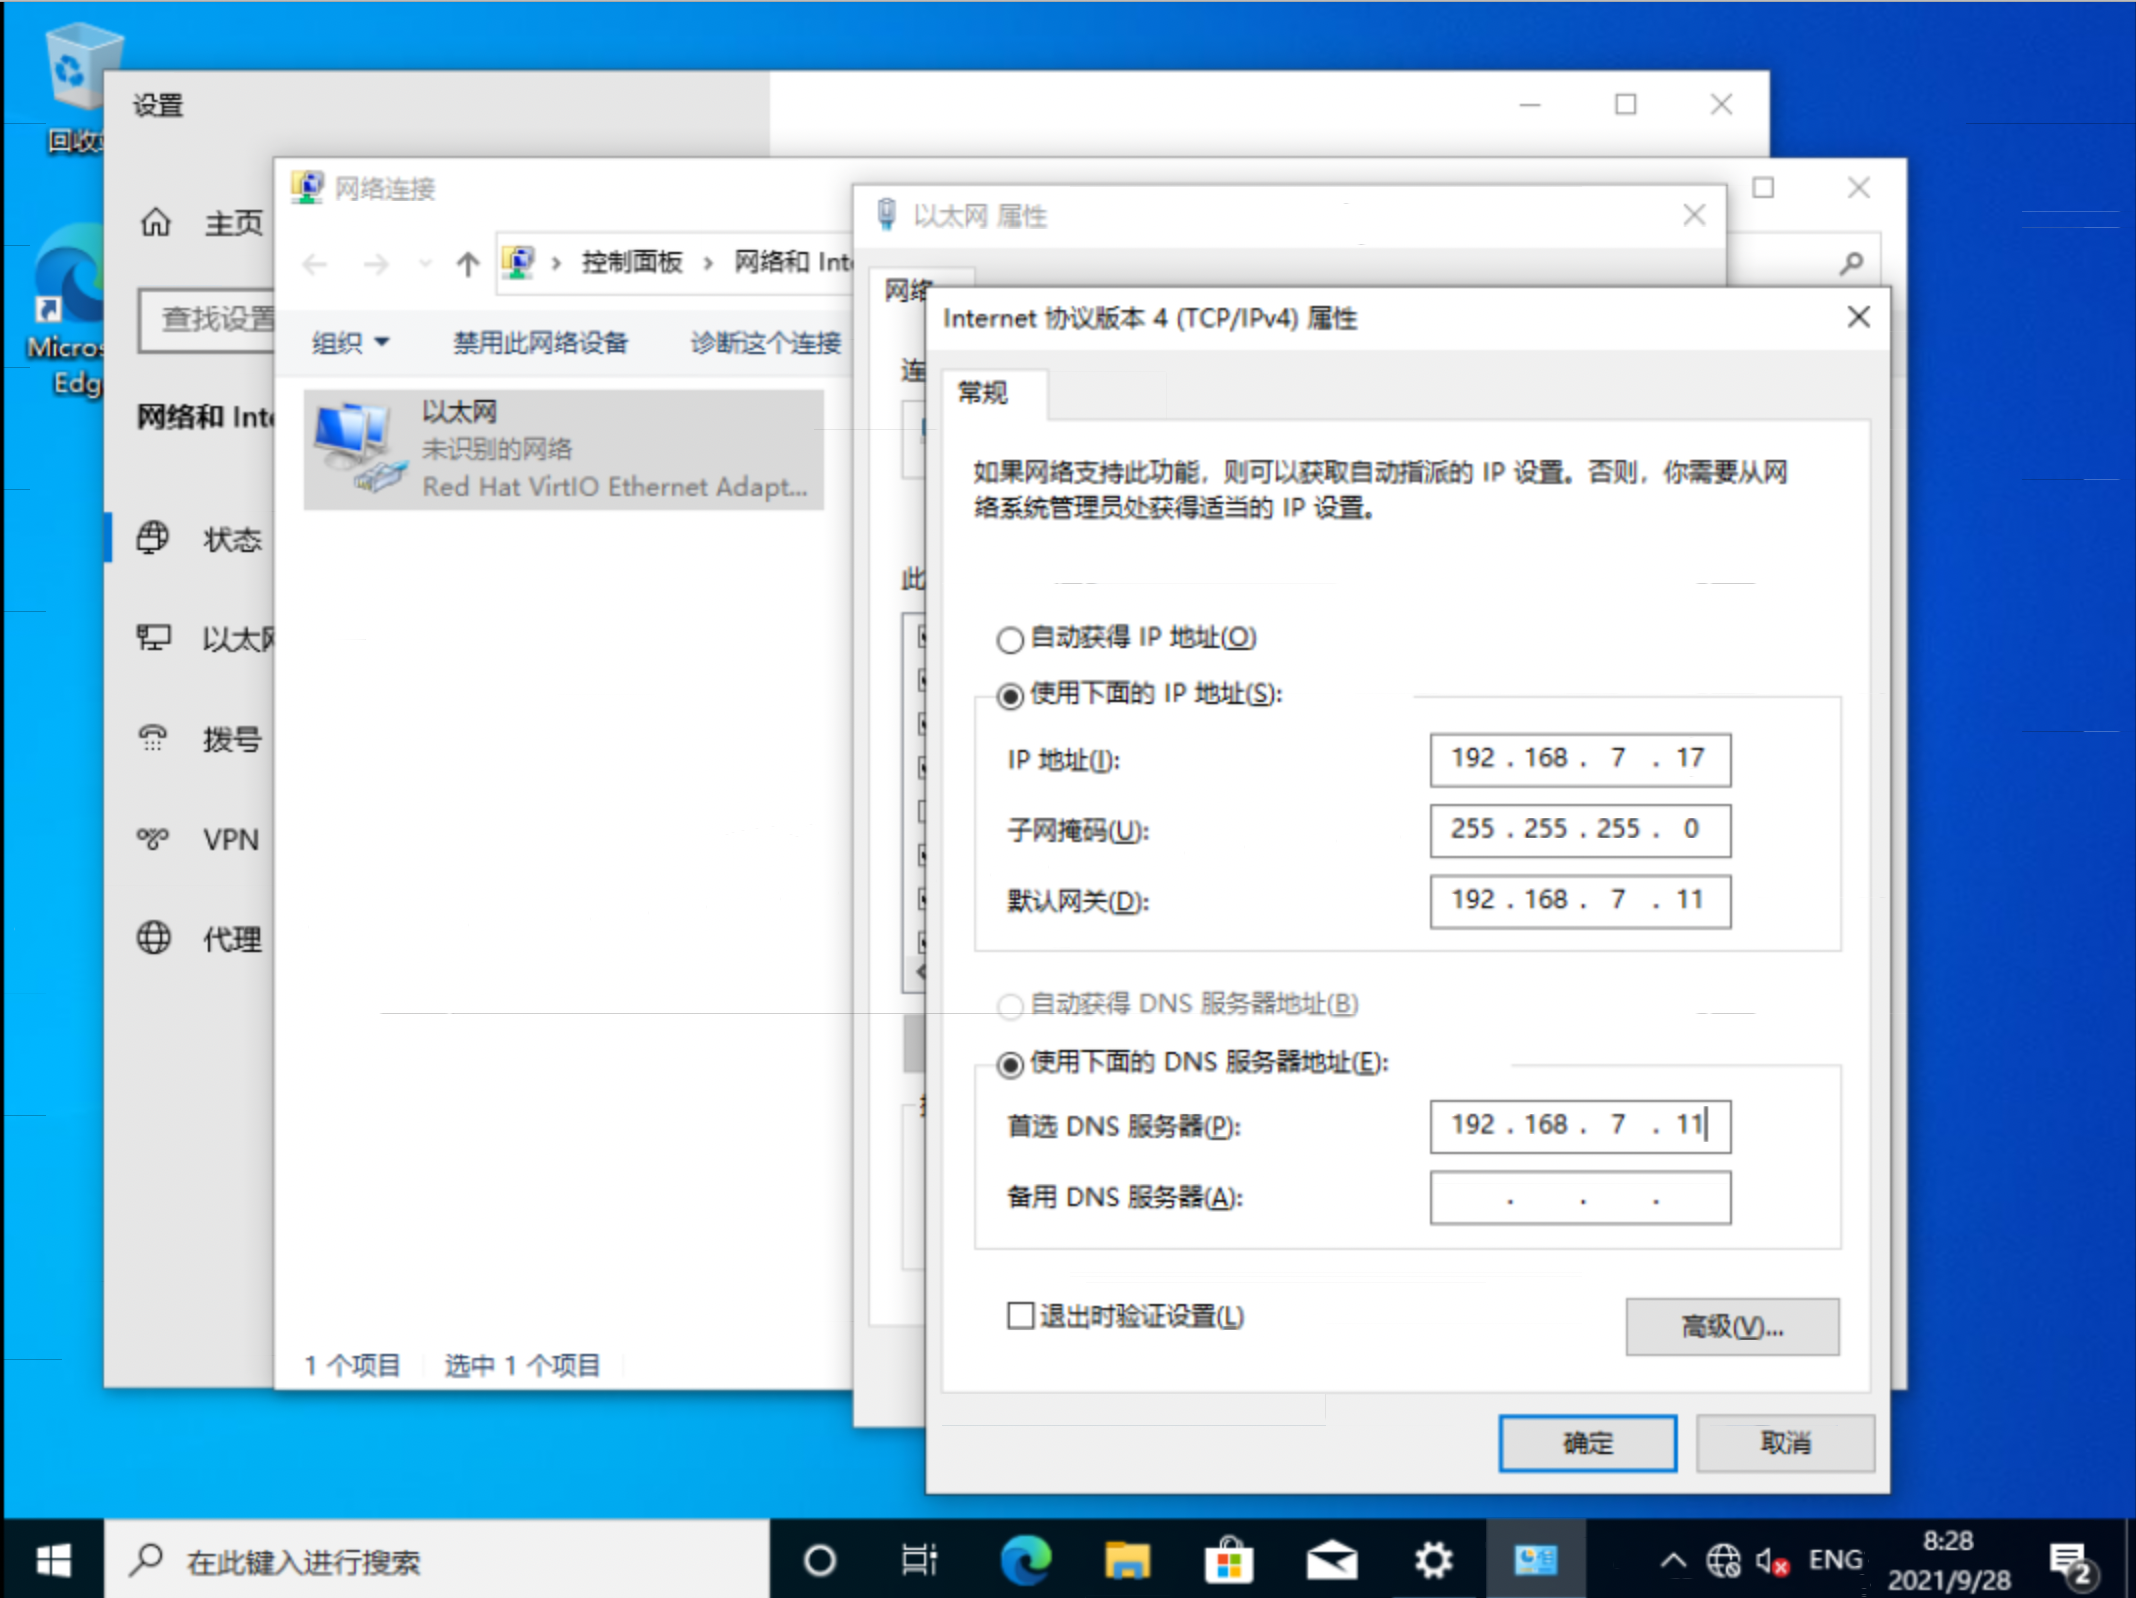 回收
Micros
Edg
设置
主页
查找设置
网络和 Inte
状态
以太网
拨号
VPN
代理
网络连接
控制面板
网络和 Int
组织
禁用此网络设备
诊断这个连接
以太网
未识别的网络
Red Hat VirtIO Ethernet Adapt...
1 个项目
选中 1 个项目
以太网 属性
网络
连
此
Internet 协议版本 4 (TCP/IPv4) 属性
常规
如果网络支持此功能，则可以获取自动指派的 IP 设置。否则，你需要从网
络系统管理员处获得适当的 IP 设置。
自动获得 IP 地址(O)
使用下面的 IP 地址(S):
IP 地址(I):
192 . 168 . 7 . 17
子网掩码(U):
255 . 255 . 255 . 0
默认网关(D):
192 . 168 . 7 . 11
自动获得 DNS 服务器地址(B)
使用下面的 DNS 服务器地址(E):
首选 DNS 服务器(P):
192 . 168 . 7 . 11
备用 DNS 服务器(A):
. . .
退出时验证设置(L)
高级(V)...
确定
取消
在此键入进行搜索
ENG
8:28
2021/9/28
2